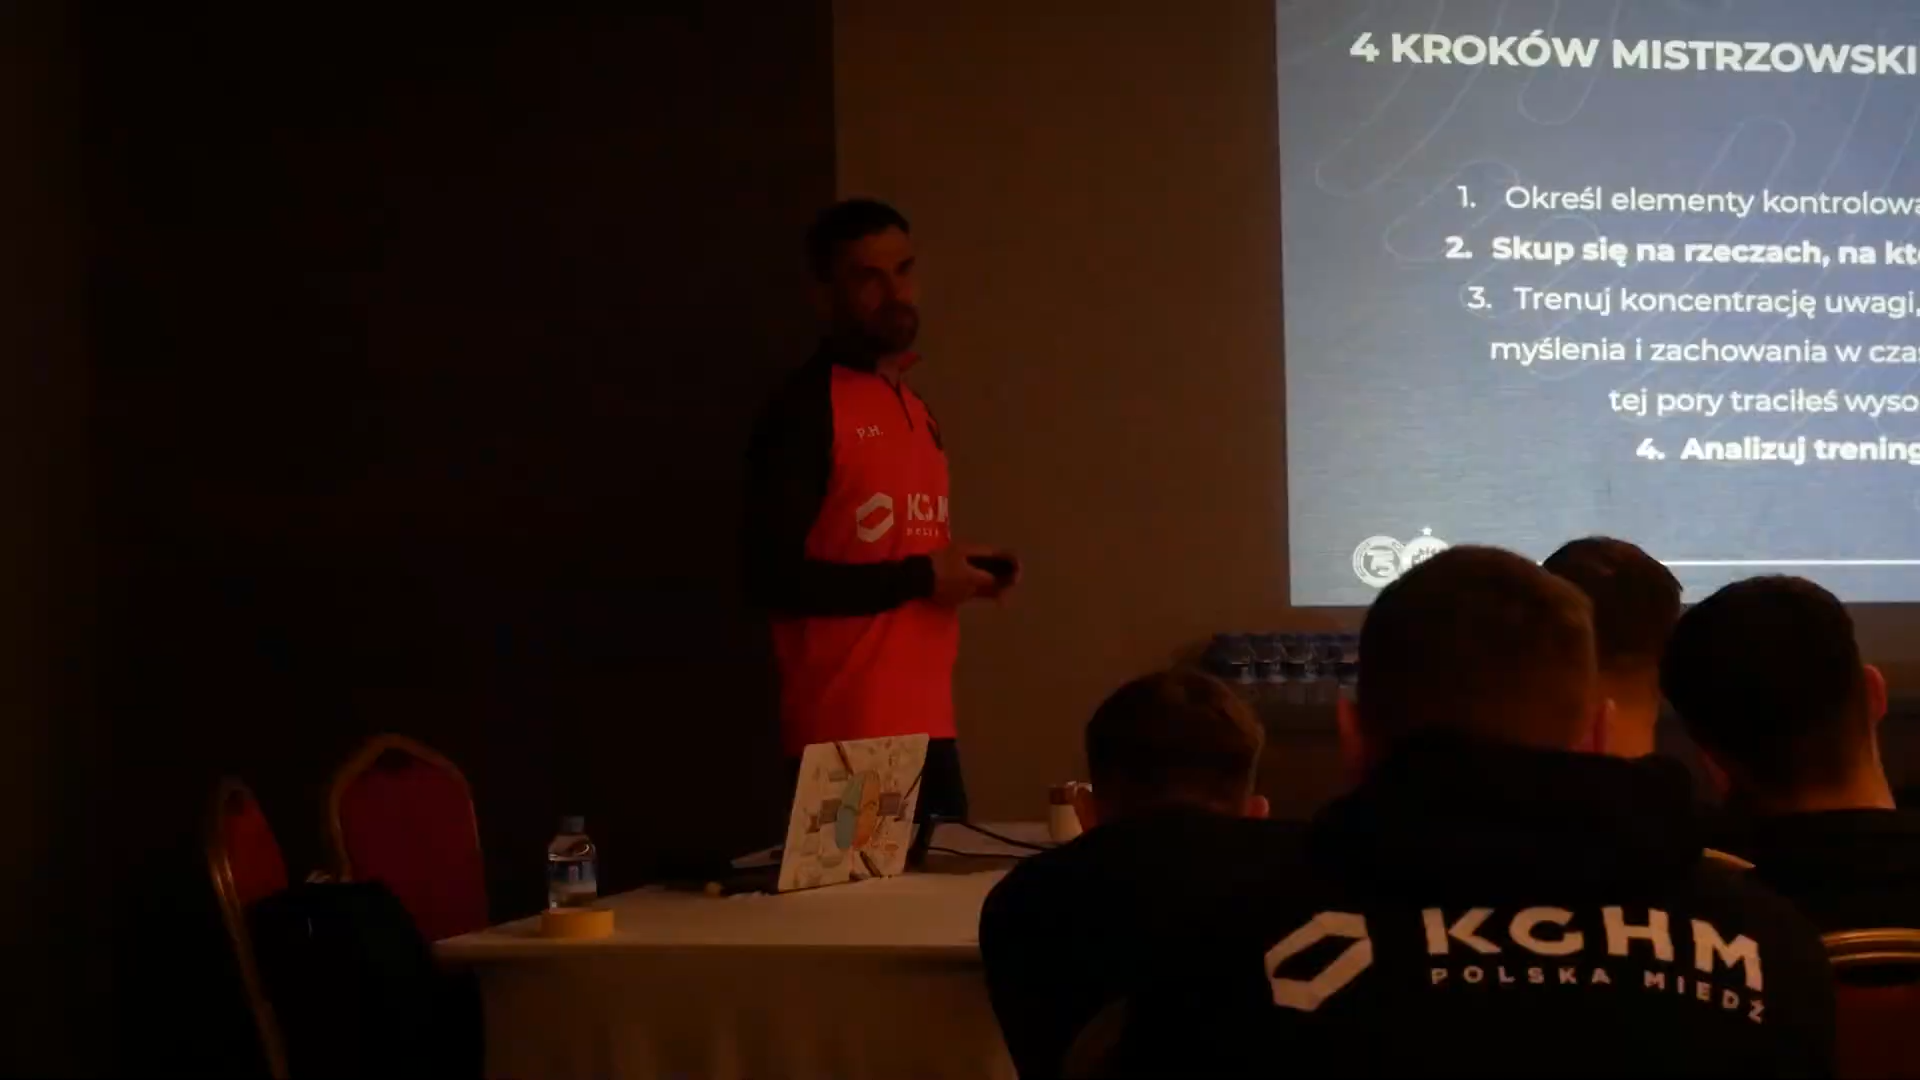 4 KROKÓW MISTRZOWSKI
1. Określ elementy kontrolowa
2. Skup się na rzeczach, na kt
3. Trenuj koncentrację uwagi,
myślenia i zachowania w czas
tej pory traciłeś wyso
4. Analizuj trening
P.H.
KGHM
KGHM
POLSKA MIEDŹ